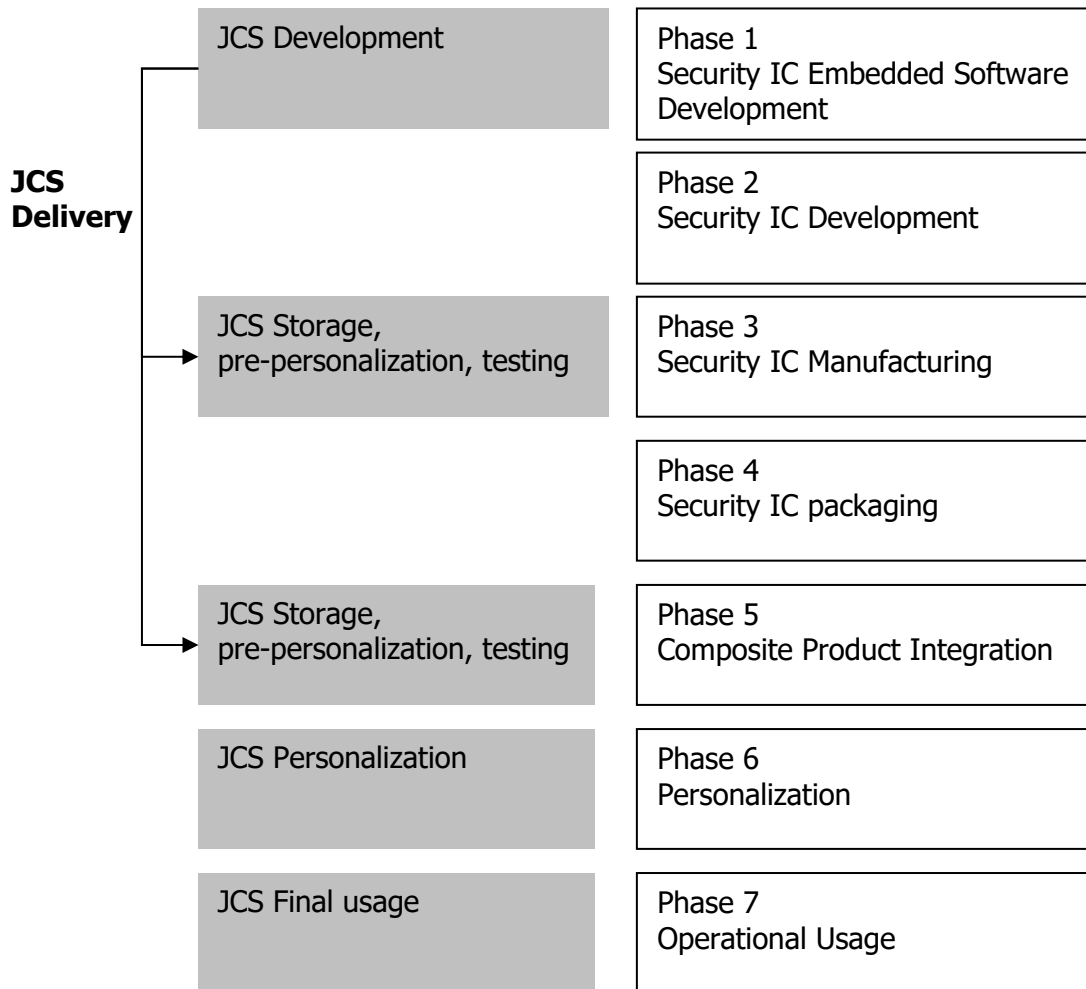 JCS Development
Phase 1
Security IC Embedded Software
Development
JCS
Delivery
Phase 2
Security IC Development
JCS Storage,
pre-personalization, testing
Phase 3
Security IC Manufacturing
Phase 4
Security IC packaging
JCS Storage,
pre-personalization, testing
Phase 5
Composite Product Integration
JCS Personalization
Phase 6
Personalization
JCS Final usage
Phase 7
Operational Usage